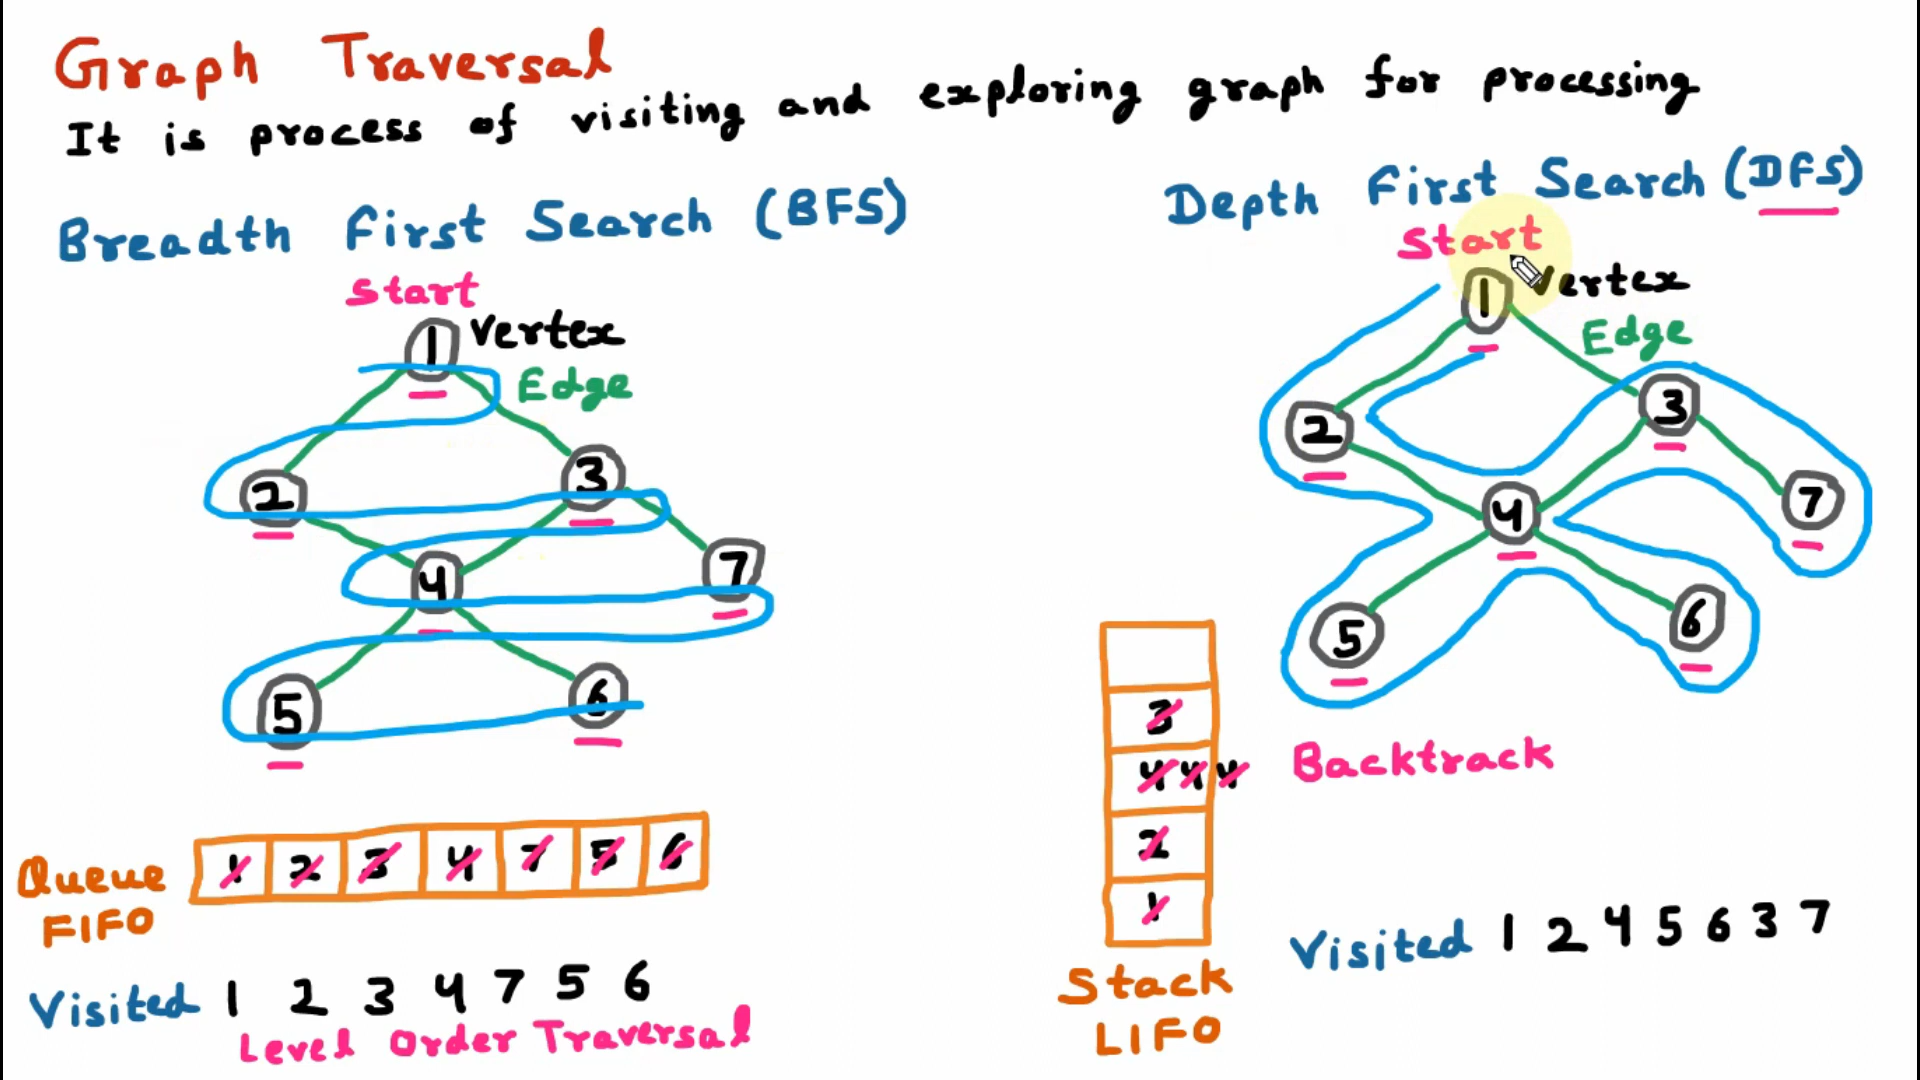 Graph Traversal
It is process of visiting and exploring graph for processing
Breadth First Search (BFS)
Start
1 Vertex
Edge
2 3
4 7
5 6
Queue
FIFO
1 2 3 4 7 5 6
Visited 1 2 3 4 7 5 6
Level Order Traversal
Depth First Search (DFS)
Start
1 Vertex
Edge
3
2
4 7
5 6
3
4 4 4
2
1
Stack
LIFO
Backtrack
Visited 1 2 4 5 6 3 7